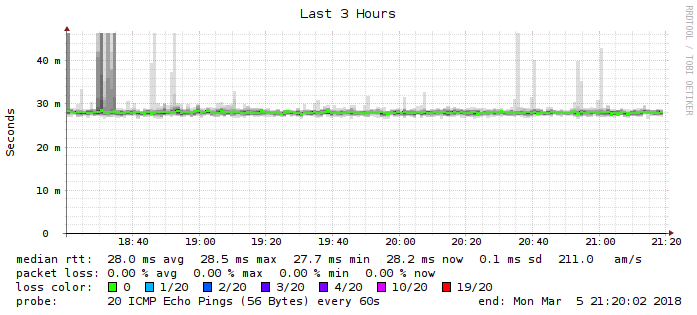 Last 3 Hours
RRDTOOL / TOBI OETIKER
Seconds
40 m
30 m
20 m
10 m
0
18:40 19:00 19:20 19:40 20:00 20:20 20:40 21:00 21:20
median rtt: 28.0 ms avg 28.5 ms max 27.7 ms min 28.2 ms now 0.1 ms sd 211.0 am/s
packet loss: 0.00 % avg 0.00 % max 0.00 % min 0.00 % now
loss color: 0 1/20 2/20 3/20 4/20 10/20 19/20
probe: 20 ICMP Echo Pings (56 Bytes) every 60s end: Mon Mar 5 21:20:02 2018